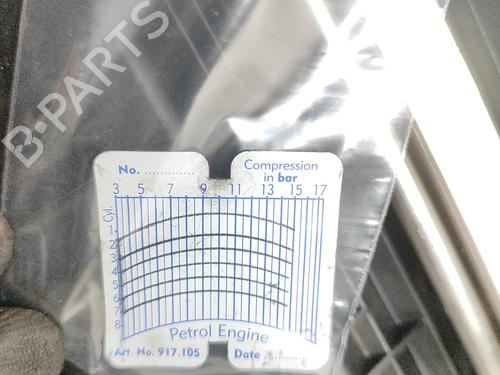 B-PARTS
No. ............... Compression
in bar
3 5 7 9 11 13 15 17
Cyl.
1
2
3
4
5
6
7
8
Petrol Engine
Art. No. 917.105 Date ...........